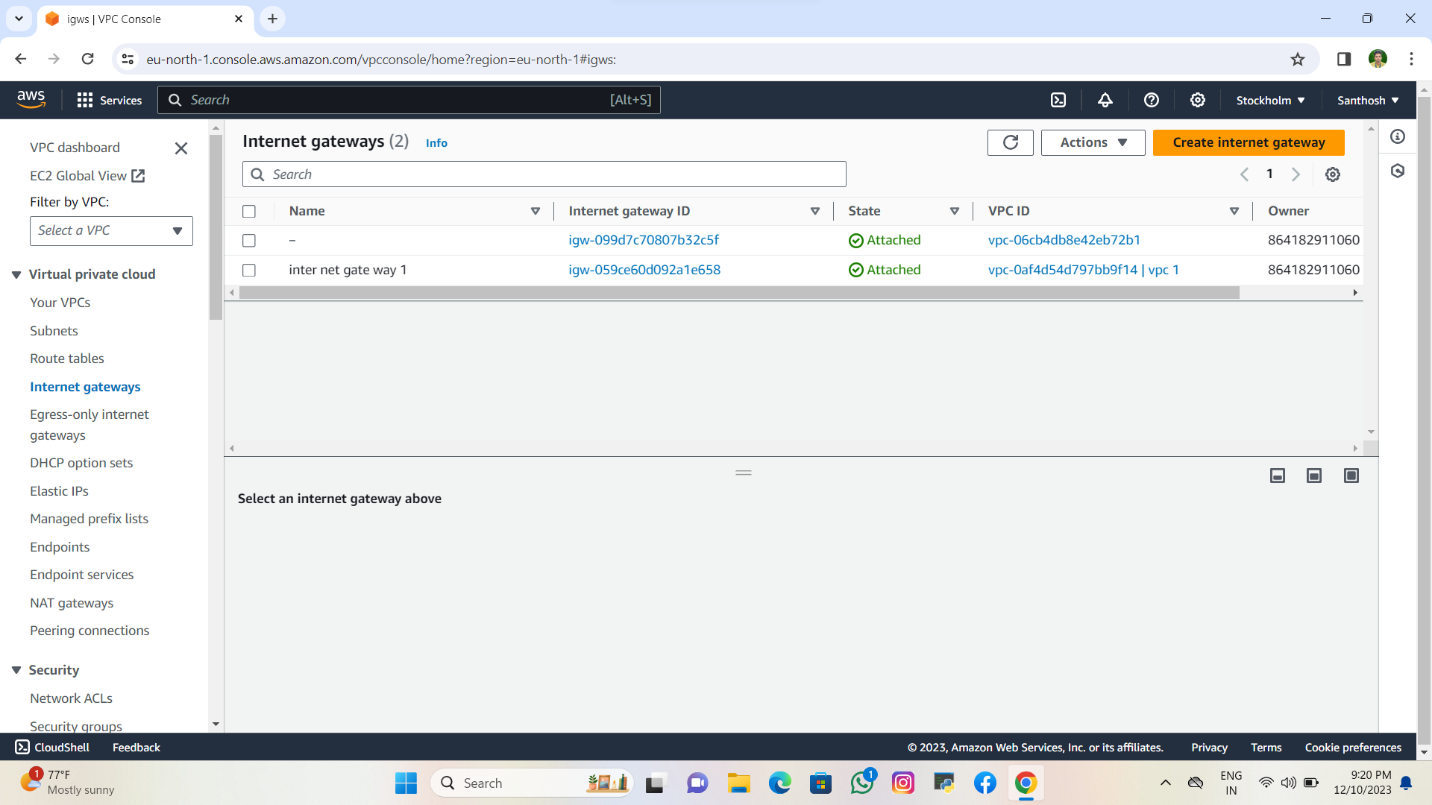 igws | VPC Console
eu-north-1.console.aws.amazon.com/vpcconsole/home?region=eu-north-1#igws:
aws
Services
Search
[Alt+S]
Stockholm
Santhosh
VPC dashboard
EC2 Global View
Filter by VPC:
Select a VPC
Virtual private cloud
Your VPCs
Subnets
Route tables
Internet gateways
Egress-only internet
gateways
DHCP option sets
Elastic IPs
Managed prefix lists
Endpoints
Endpoint services
NAT gateways
Peering connections
Security
Network ACLs
Security groups
Internet gateways (2) Info
Actions
Create internet gateway
Search
1
Name Internet gateway ID State VPC ID Owner
– igw-099d7c70807b32c5f Attached vpc-06cb4db8e42eb72b1 864182911060
inter net gate way 1 igw-059ce60d092a1e658 Attached vpc-0af4d54d797bb9f14 | vpc 1 864182911060
Select an internet gateway above
CloudShell Feedback © 2023, Amazon Web Services, Inc. or its affiliates. Privacy Terms Cookie preferences
1
77°F
Mostly sunny
Search
1
ENG
IN
9:20 PM
12/10/2023